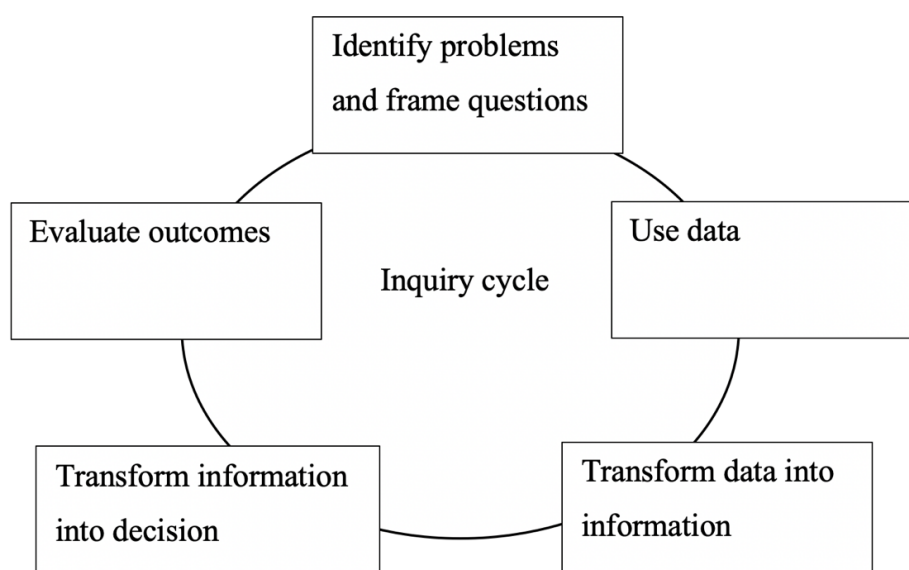 Identify problems
and frame questions
Evaluate outcomes
Use data
Inquiry cycle
Transform information
into decision
Transform data into
information